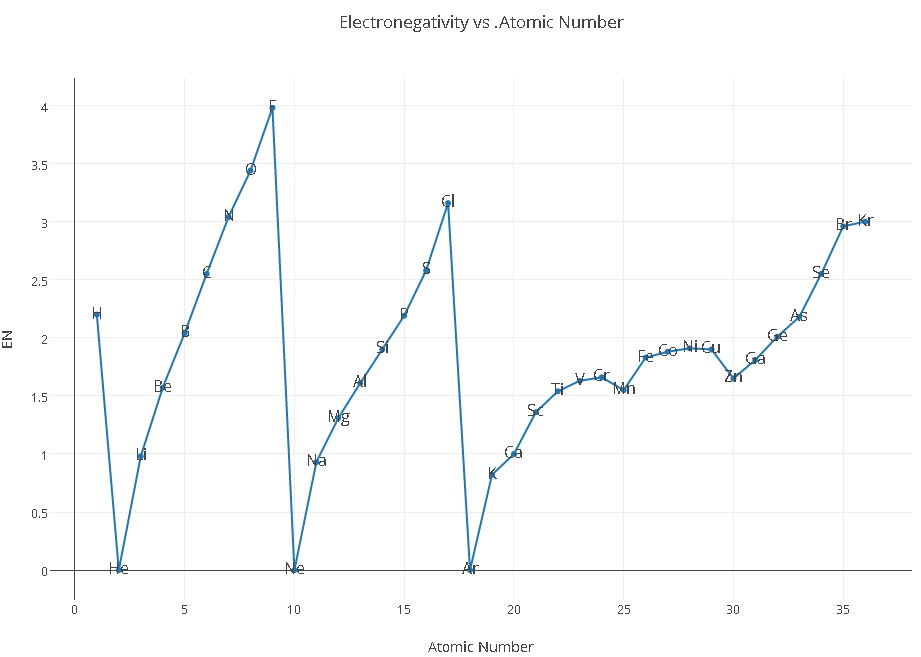 Electronegativity vs .Atomic Number
EN
4
3.5
3
2.5
2
1.5
1
0.5
0
H
He
Li
Be
B
C
N
O
F
Ne
Na
Mg
Al
Si
P
S
Cl
Ar
K
Ca
Sc
Ti
V
Cr
Mn
Fe
Co
Ni
Cu
Zn
Ga
Ge
As
Se
Br
Kr
0
5
10
15
20
25
30
35
Atomic Number